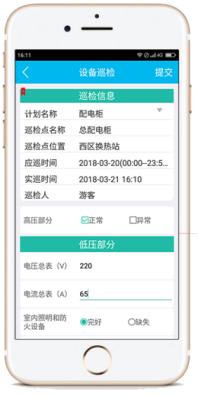 16:11
4G
设备巡检
提交
巡检信息
计划名称 配电柜
巡检点名称 总配电柜
巡检点位置 西区换热站
应巡时间 2018-03-20(00:00~23:5...
实巡时间 2018-03-21 16:10
巡检人 游客
高压部分 正常 异常
低压部分
电压总表（V） 220
电流总表（A） 65
室内照明和防
火设备 完好 缺失